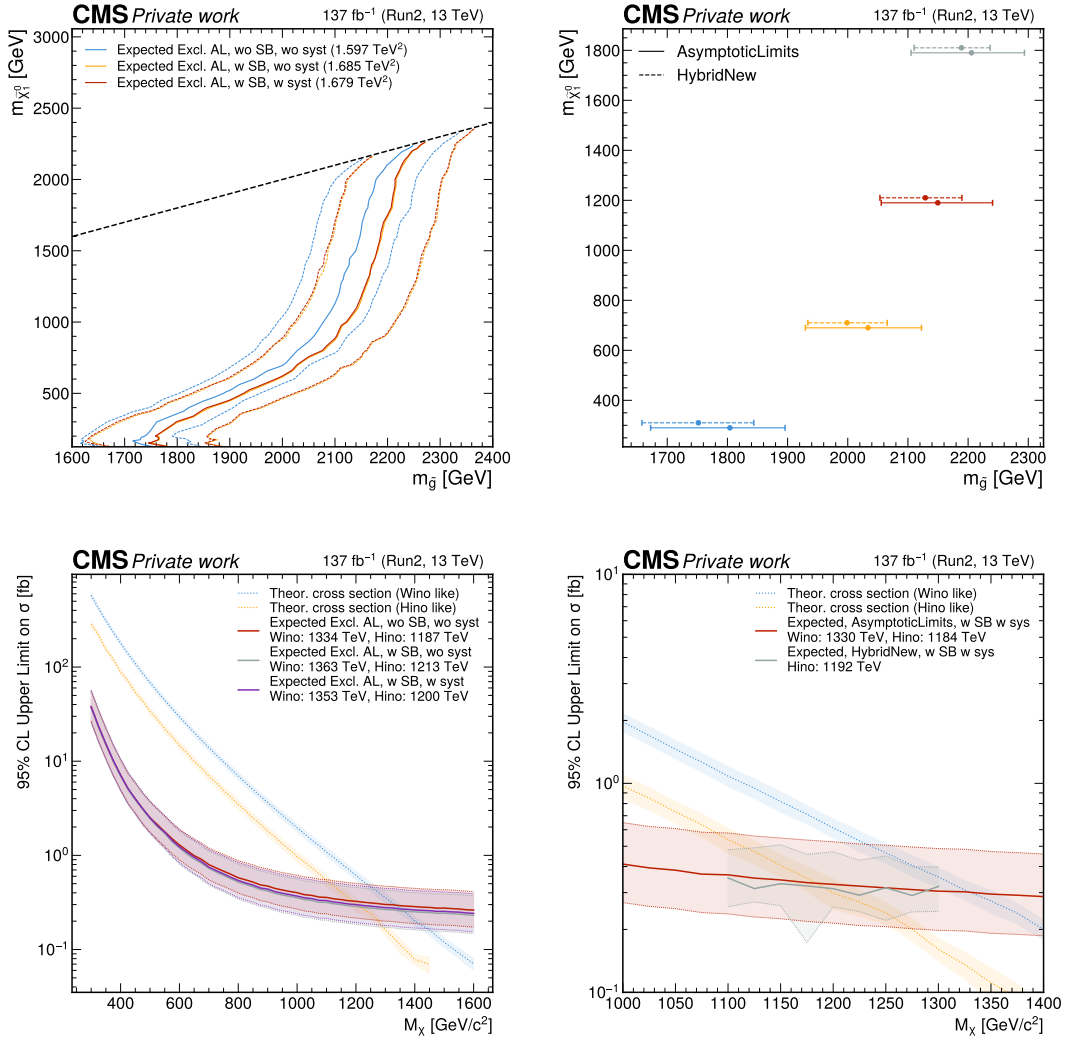 CMS Private work 137 fb⁻¹ (Run2, 13 TeV)
Expected Excl. AL, wo SB, wo syst (1.597 TeV²)
Expected Excl. AL, w SB, wo syst (1.685 TeV²)
Expected Excl. AL, w SB, w syst (1.679 TeV²)
m_χ̃₁⁰ [GeV]
3000
2500
2000
1500
1000
500
1600 1700 1800 1900 2000 2100 2200 2300 2400
m_g̃ [GeV]
CMS Private work 137 fb⁻¹ (Run2, 13 TeV)
AsymptoticLimits
HybridNew
m_χ̃₁⁰ [GeV]
1800
1600
1400
1200
1000
800
600
400
1700 1800 1900 2000 2100 2200 2300
m_g̃ [GeV]
CMS Private work 137 fb⁻¹ (Run2, 13 TeV)
Theor. cross section (Wino like)
Theor. cross section (Hino like)
Expected Excl. AL, wo SB, wo syst
Wino: 1334 TeV, Hino: 1187 TeV
Expected Excl. AL, w SB, wo syst
Wino: 1363 TeV, Hino: 1213 TeV
Expected Excl. AL, w SB, w syst
Wino: 1353 TeV, Hino: 1200 TeV
95% CL Upper Limit on σ [fb]
10²
10¹
10⁰
10⁻¹
400 600 800 1000 1200 1400 1600
M_χ [GeV/c²]
CMS Private work 137 fb⁻¹ (Run2, 13 TeV)
Theor. cross section (Wino like)
Theor. cross section (Hino like)
Expected, AsymptoticLimits, w SB w sys
Wino: 1330 TeV, Hino: 1184 TeV
Expected, HybridNew, w SB w sys
Hino: 1192 TeV
95% CL Upper Limit on σ [fb]
10¹
10⁰
10⁻¹
1000 1050 1100 1150 1200 1250 1300 1350 1400
M_χ [GeV/c²]